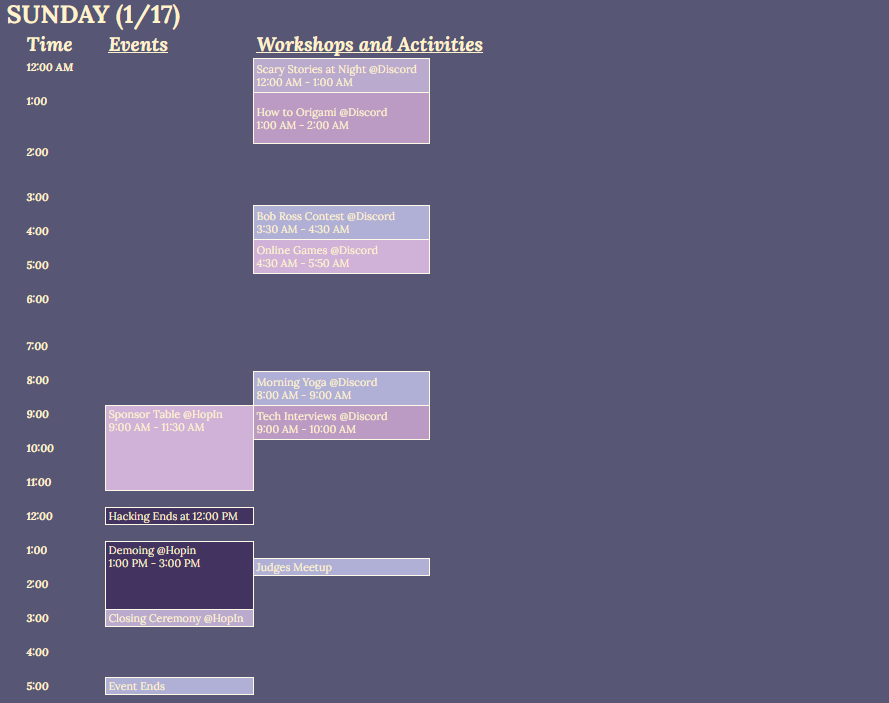 SUNDAY (1/17)
Time Events Workshops and Activities
12:00 AM
Scary Stories at Night @Discord
12:00 AM - 1:00 AM
1:00
How to Origami @Discord
1:00 AM - 2:00 AM
2:00
3:00
Bob Ross Contest @Discord
3:30 AM - 4:30 AM
4:00
Online Games @Discord
4:30 AM - 5:50 AM
5:00
6:00
7:00
8:00
Morning Yoga @Discord
8:00 AM - 9:00 AM
9:00
Sponsor Table @HopIn
9:00 AM - 11:30 AM
Tech Interviews @Discord
9:00 AM - 10:00 AM
10:00
11:00
12:00
Hacking Ends at 12:00 PM
1:00
Demoing @Hopin
1:00 PM - 3:00 PM
Judges Meetup
2:00
3:00
Closing Ceremony @HopIn
4:00
5:00
Event Ends